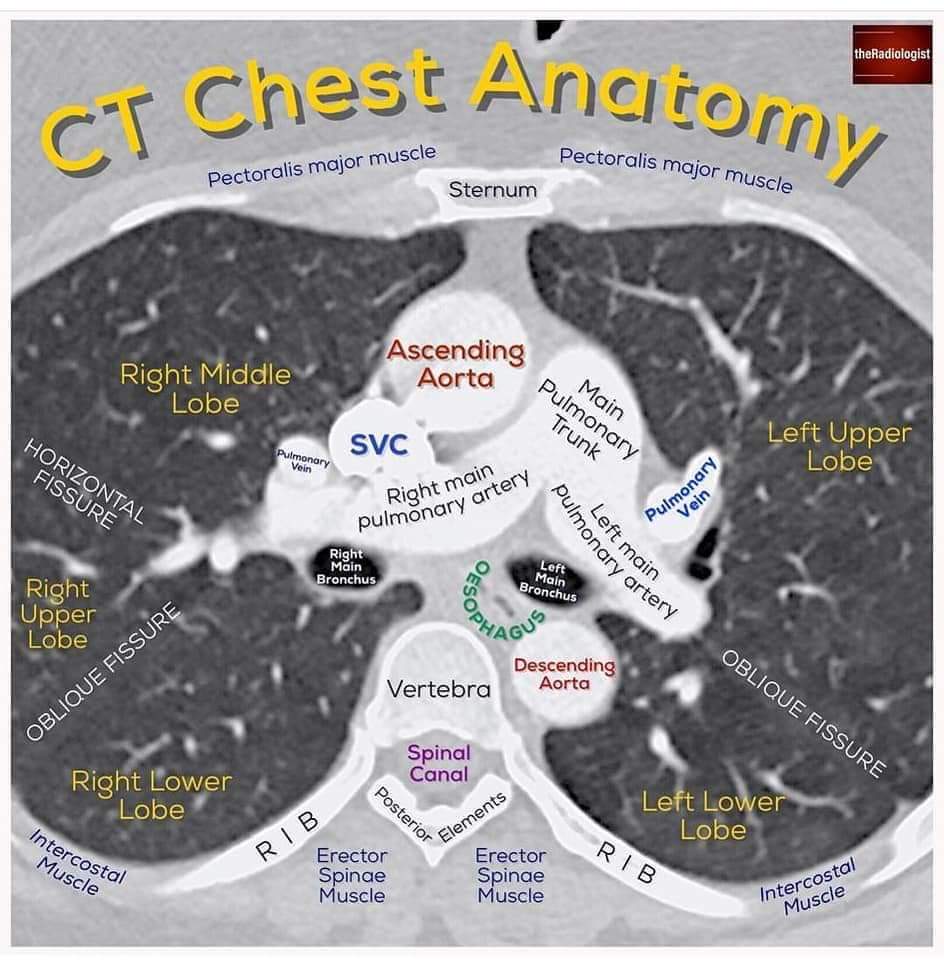 theRadiologist
CT Chest Anatomy
Pectoralis major muscle
Pectoralis major muscle
Sternum
Ascending
Aorta
Right Middle
Lobe
Main
Pulmonary
Trunk
SVC
Left Upper
Lobe
Pulmonary
Vein
HORIZONTAL
FISSURE
Right main
pulmonary artery
Pulmonary
Vein
Left main
pulmonary artery
Right
Main
Bronchus
Left
Main
Bronchus
OESOPHAGUS
Right
Upper
Lobe
OBLIQUE FISSURE
Descending
Aorta
Vertebra
OBLIQUE FISSURE
Spinal
Canal
Right Lower
Lobe
Posterior Elements
Left Lower
Lobe
RIB
RIB
Intercostal
Muscle
Erector
Spinae
Muscle
Erector
Spinae
Muscle
Intercostal
Muscle